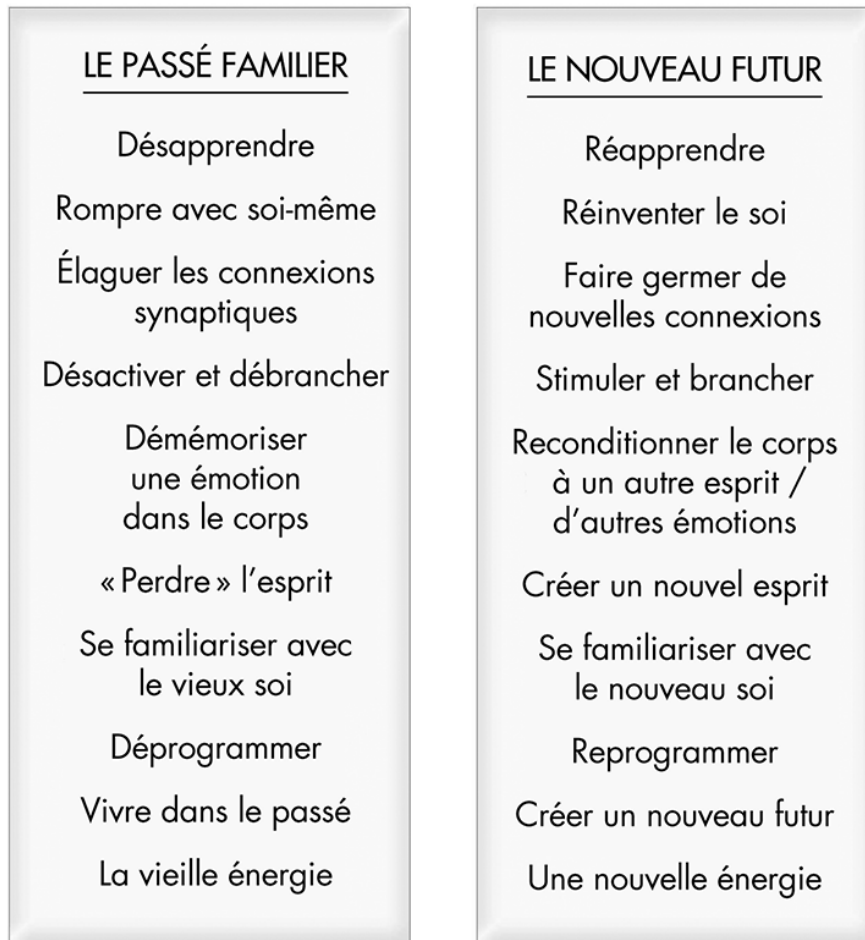 LE PASSÉ FAMILIER
Désapprendre
Rompre avec soi-même
Élaguer les connexions
synaptiques
Désactiver et débrancher
Démémoriser
une émotion
dans le corps
« Perdre » l’esprit
Se familiariser avec
le vieux soi
Déprogrammer
Vivre dans le passé
La vieille énergie
LE NOUVEAU FUTUR
Réapprendre
Réinventer le soi
Faire germer de
nouvelles connexions
Stimuler et brancher
Reconditionner le corps
à un autre esprit /
d’autres émotions
Créer un nouvel esprit
Se familiariser avec
le nouveau soi
Reprogrammer
Créer un nouveau futur
Une nouvelle énergie